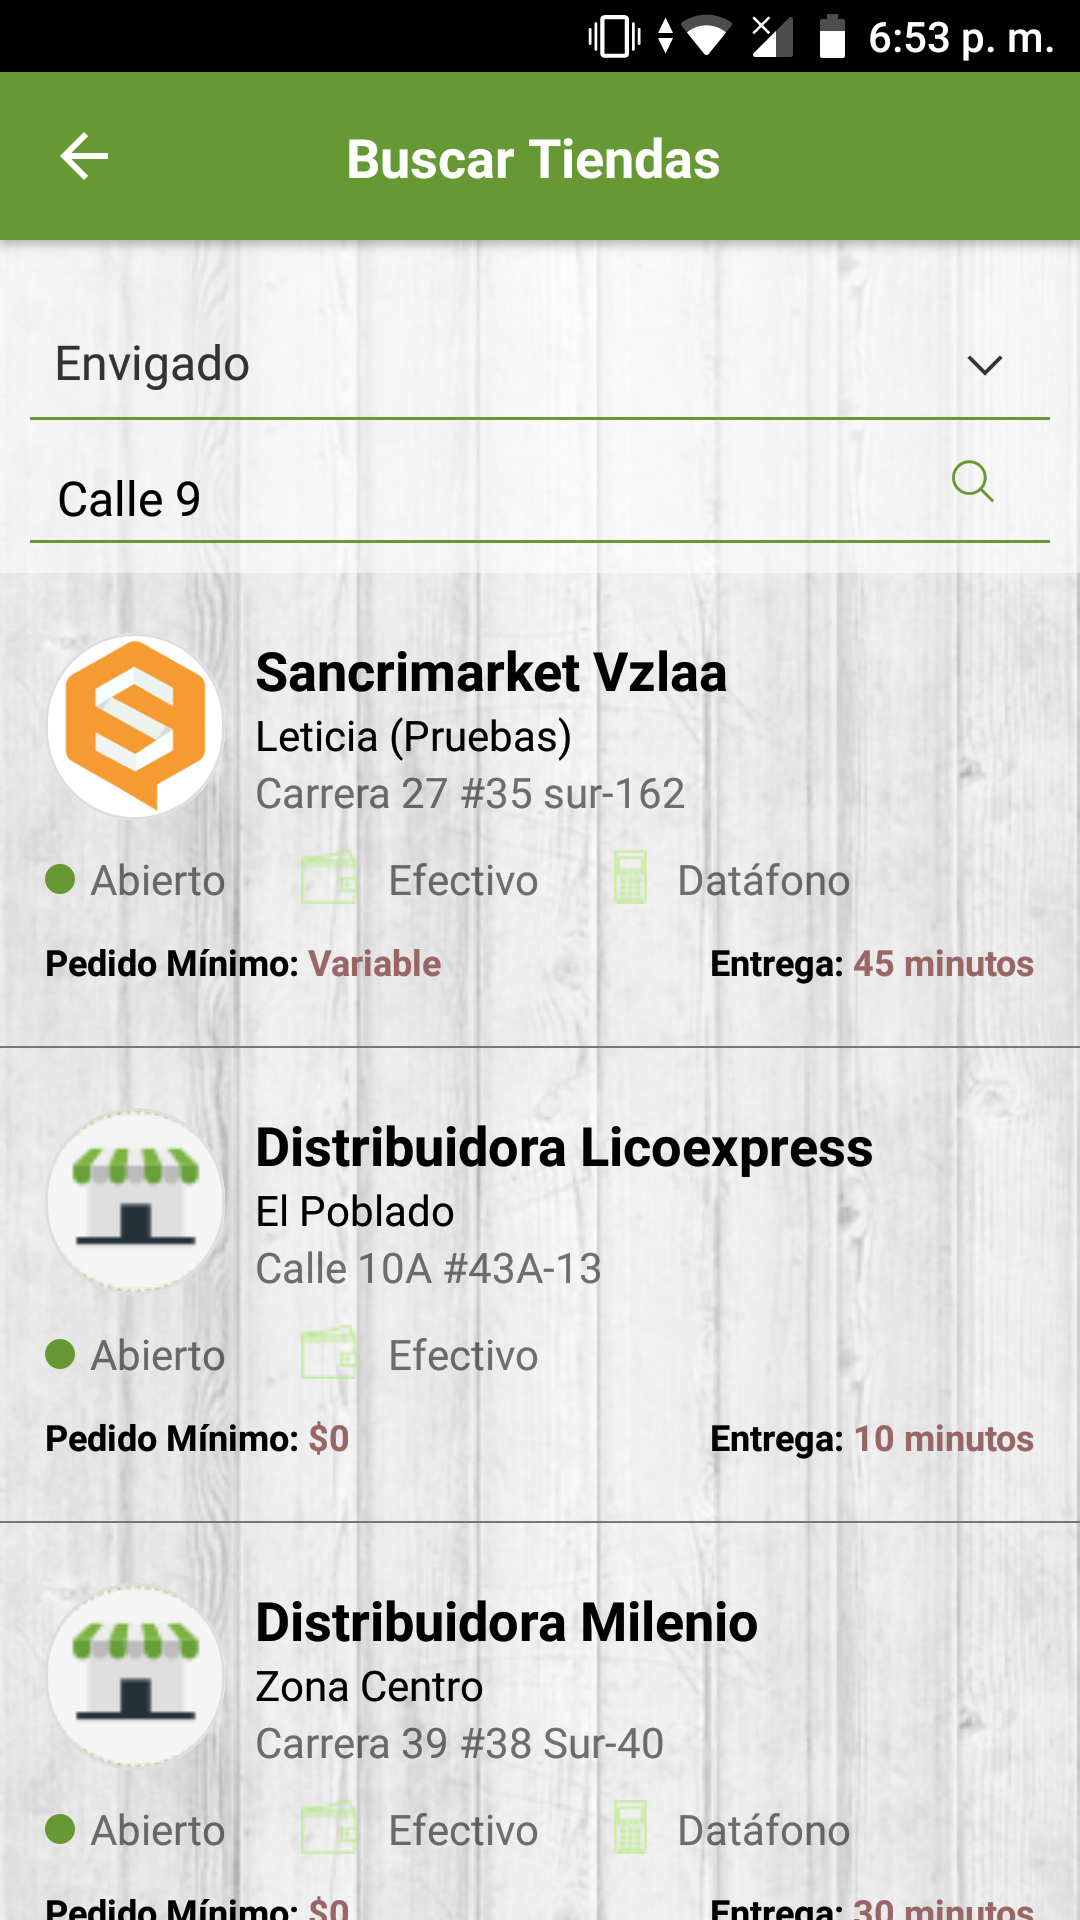 6:53 p. m.
Buscar Tiendas
Envigado
Calle 9
Sancrimarket Vzlaa
Leticia (Pruebas)
Carrera 27 #35 sur-162
Abierto Efectivo Datáfono
Pedido Mínimo: Variable Entrega: 45 minutos
Distribuidora Licoexpress
El Poblado
Calle 10A #43A-13
Abierto Efectivo
Pedido Mínimo: $0 Entrega: 10 minutos
Distribuidora Milenio
Zona Centro
Carrera 39 #38 Sur-40
Abierto Efectivo Datáfono
Pedido Mínimo: $0 Entrega: 30 minutos